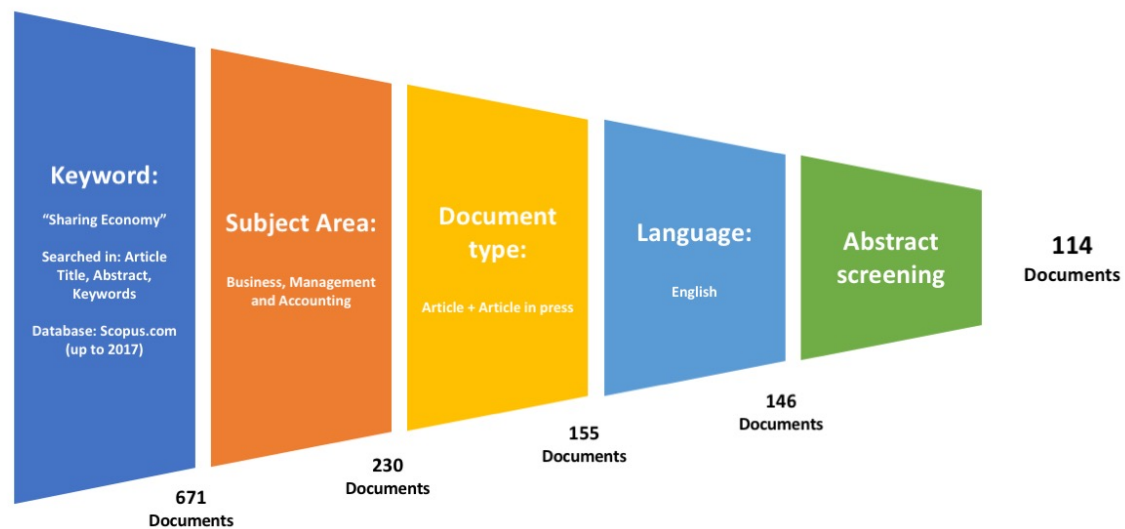 Keyword:
“Sharing Economy”
Searched in: Article
Title, Abstract,
Keywords
Database: Scopus.com
(up to 2017)
671
Documents
Subject Area:
Business, Management
and Accounting
230
Documents
Document
type:
Article + Article in press
155
Documents
Language:
English
146
Documents
Abstract
screening
114
Documents